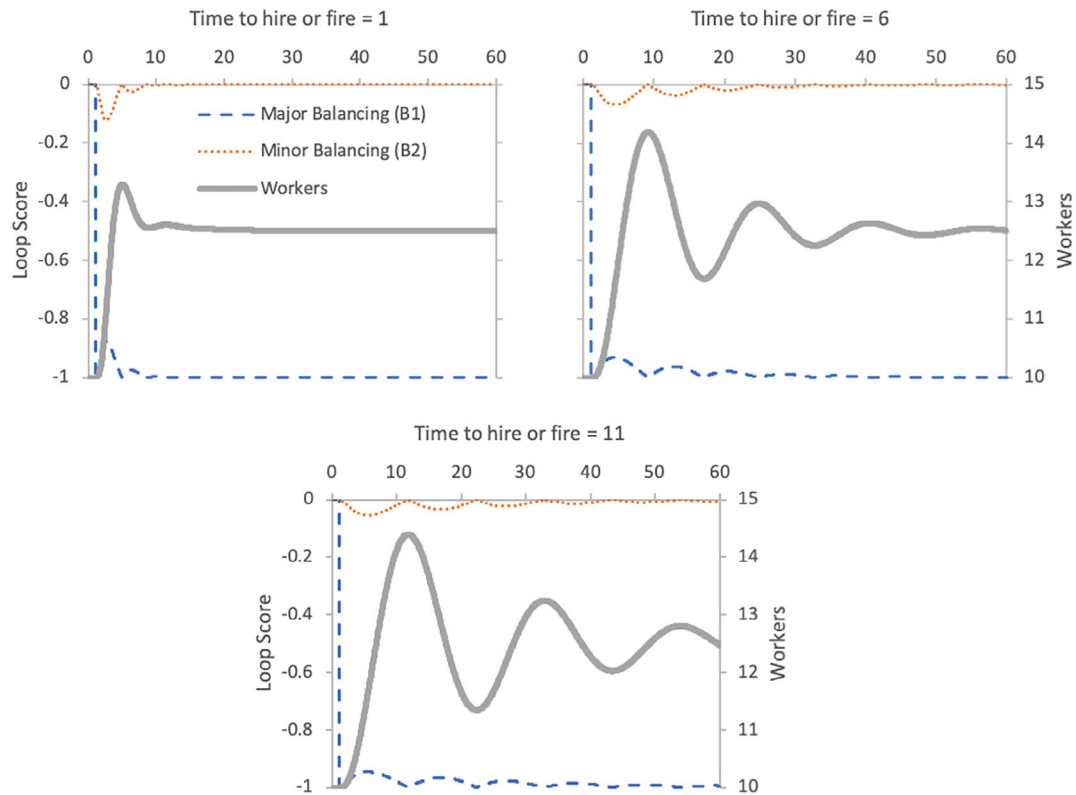 Time to hire or fire = 1
0 10 20 30 40 50 60
0
-0.2
-0.4
-0.6
-0.8
-1
Loop Score
Major Balancing (B1)
Minor Balancing (B2)
Workers
Time to hire or fire = 6
0 10 20 30 40 50 60
15
14
13
12
11
10
Workers
Time to hire or fire = 11
0 10 20 30 40 50 60
0
-0.2
-0.4
-0.6
-0.8
-1
Loop Score
15
14
13
12
11
10
Workers